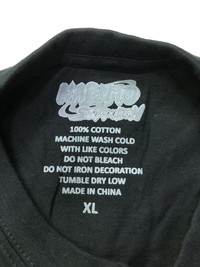 NARUTO
SHIPPUDEN
100% COTTON
MACHINE WASH COLD
WITH LIKE COLORS
DO NOT BLEACH
DO NOT IRON DECORATION
TUMBLE DRY LOW
MADE IN CHINA
XL